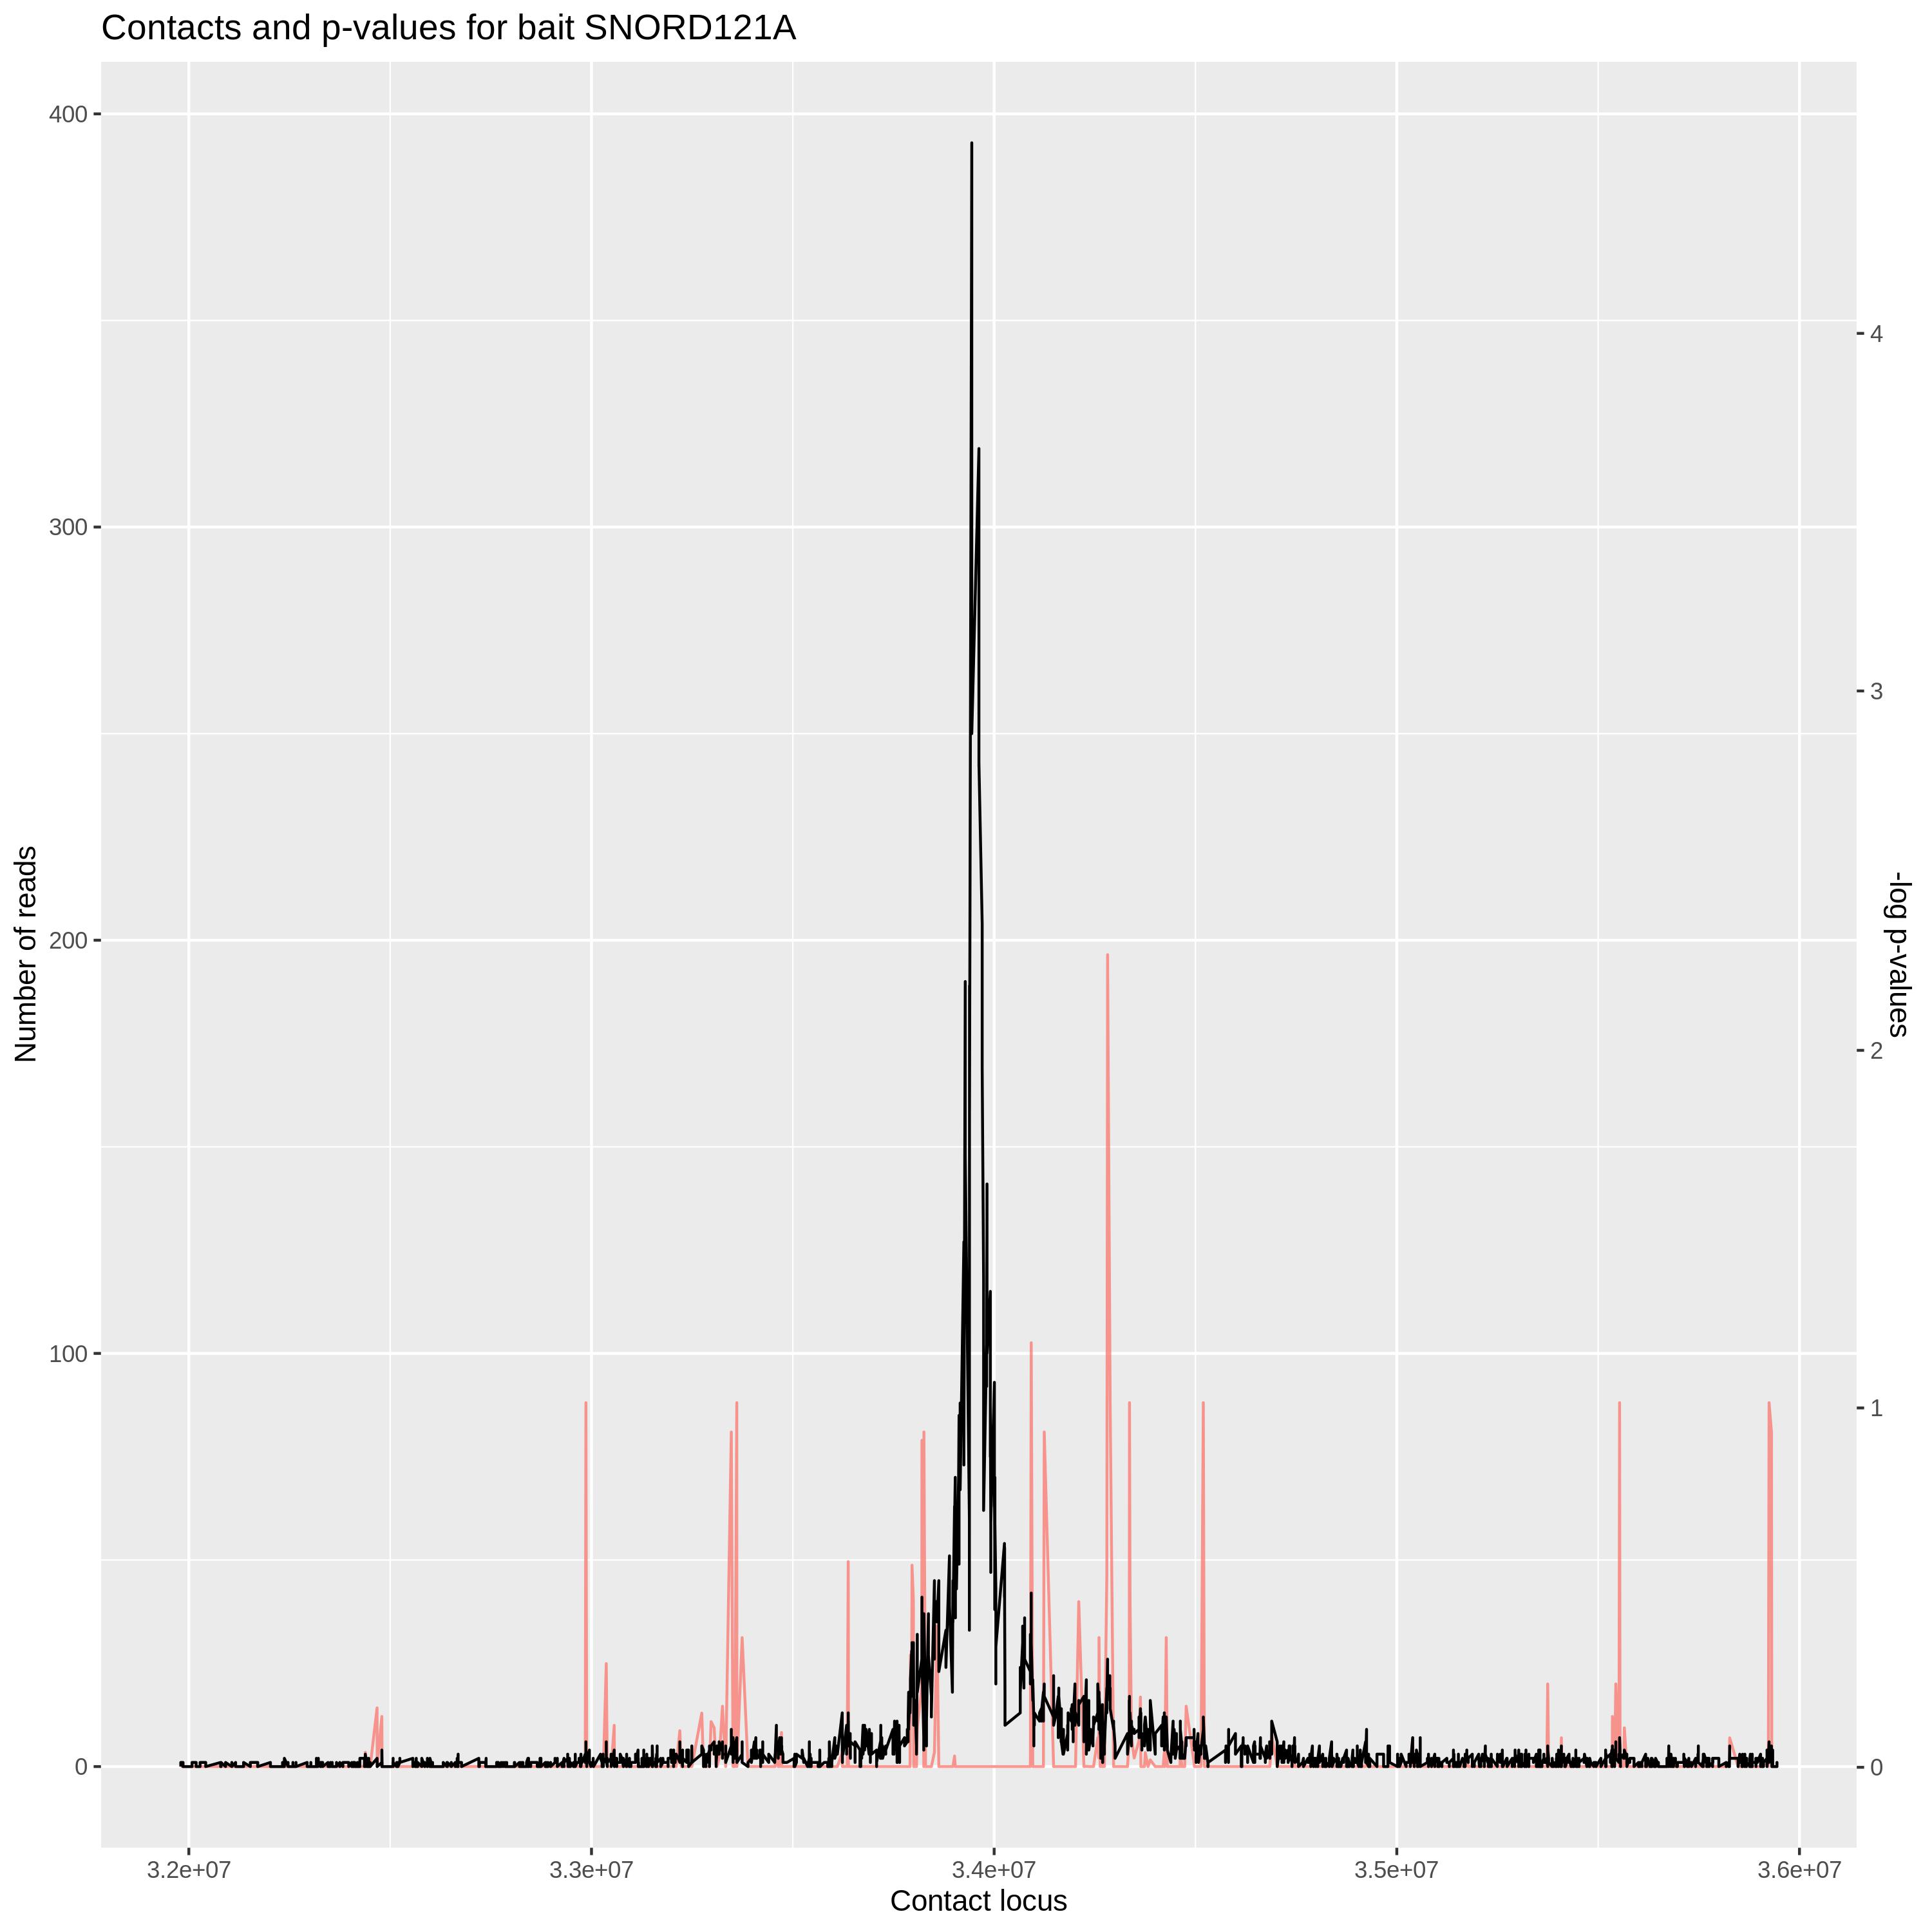 Contacts and p-values for bait SNORD121A
400
300
200
100
0
Number of reads
4
3
2
1
0
-log p-values
3.2e+07
3.3e+07
3.4e+07
3.5e+07
3.6e+07
Contact locus